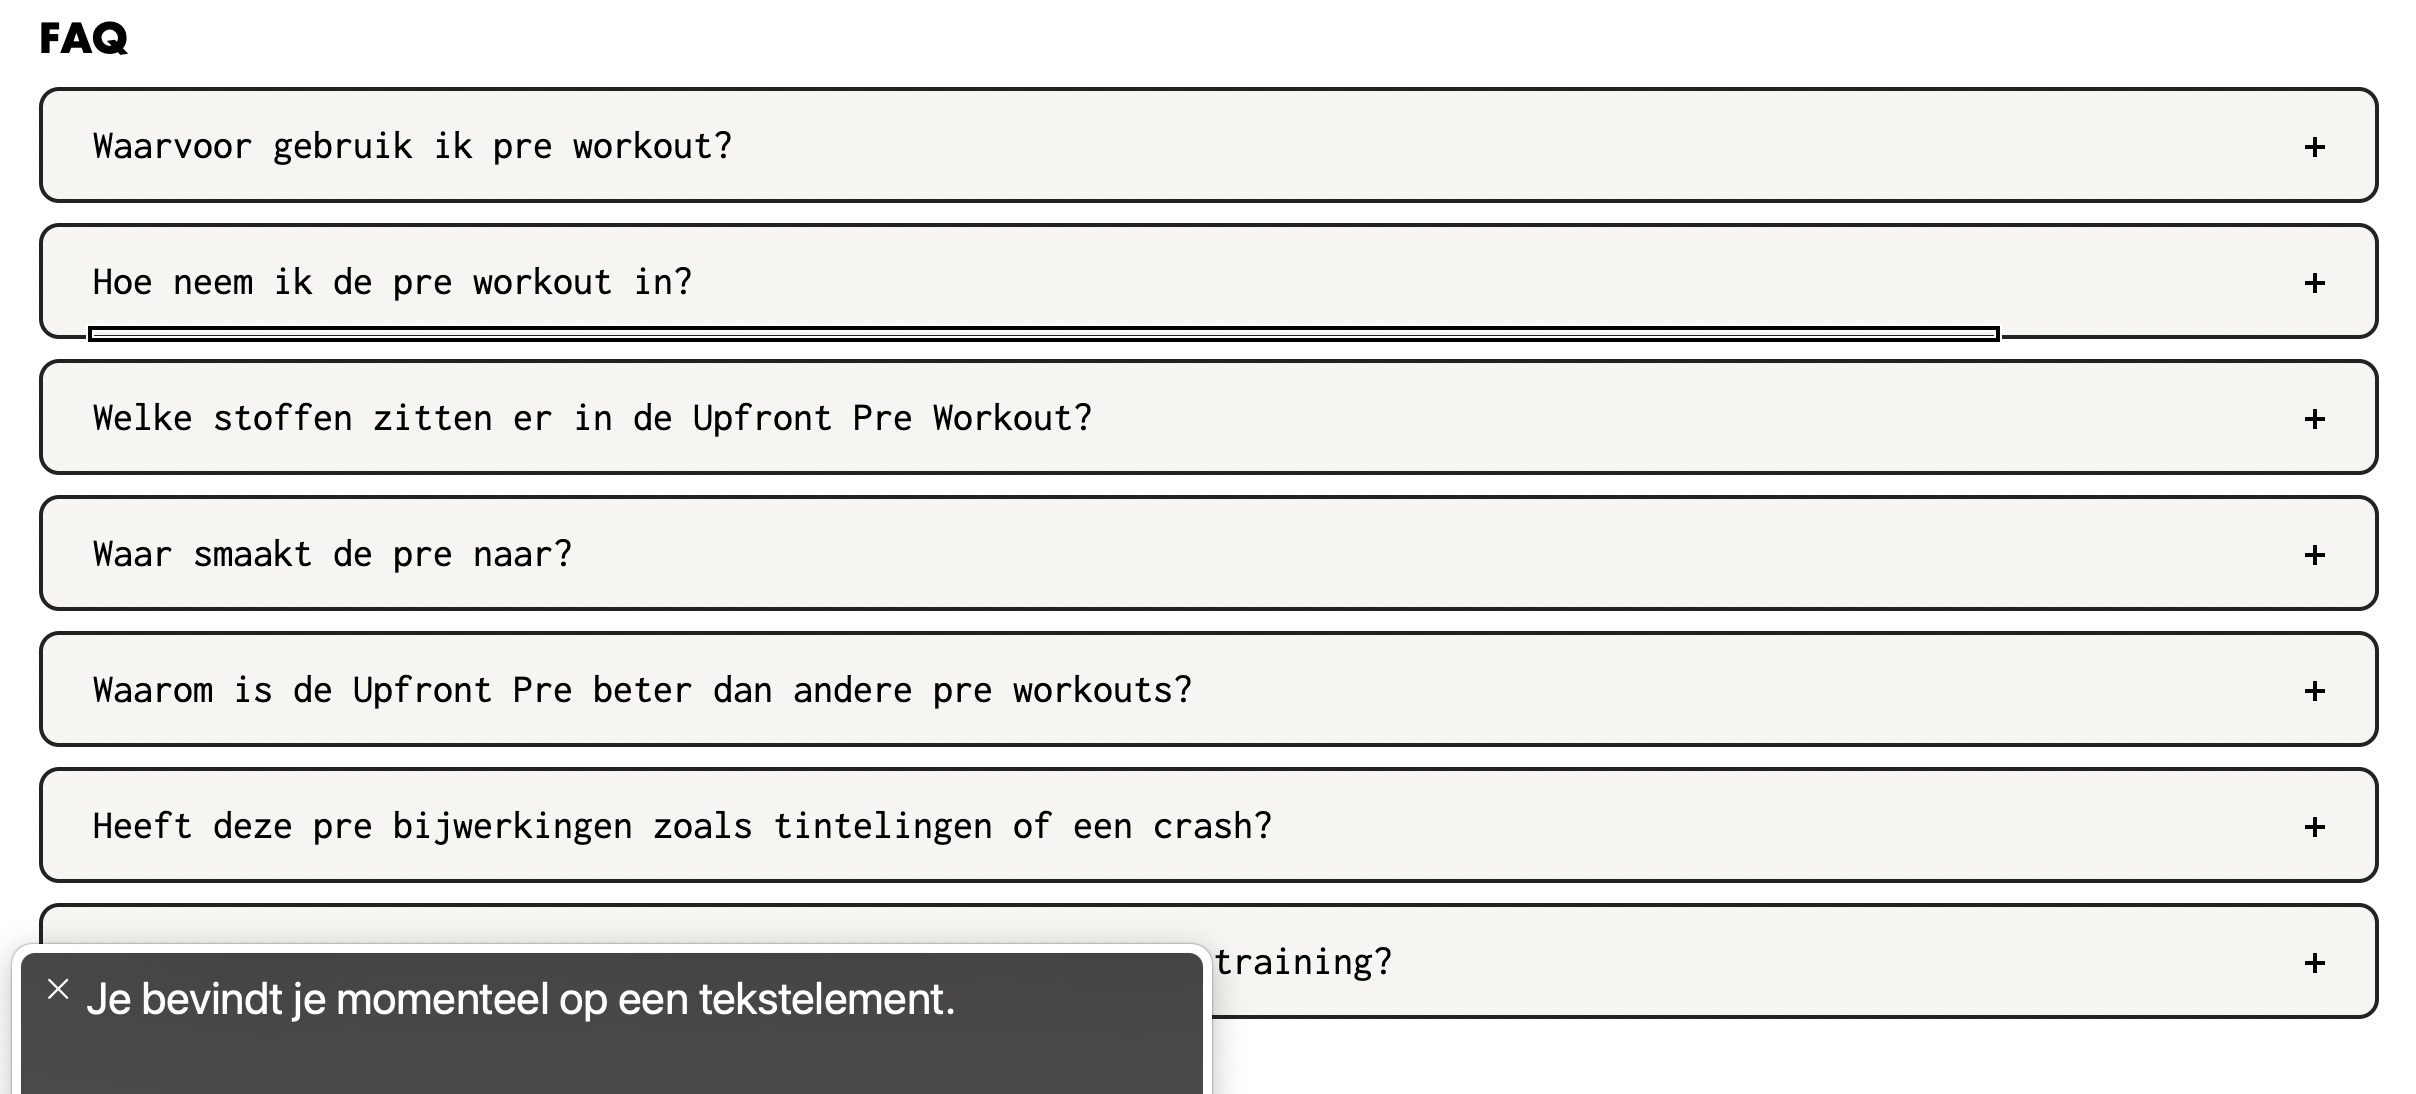 FAQ
Waarvoor gebruik ik pre workout?
+
Hoe neem ik de pre workout in?
+
Welke stoffen zitten er in de Upfront Pre Workout?
+
Waar smaakt de pre naar?
+
Waarom is de Upfront Pre beter dan andere pre workouts?
+
Heeft deze pre bijwerkingen zoals tintelingen of een crash?
+
training?
+
Je bevindt je momenteel op een tekstelement.